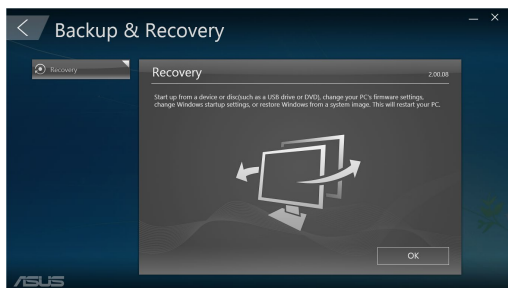 Backup & Recovery
Recovery
Recovery
2.00.08
Start up from a device or disc(such as a USB drive or DVD), change your PC's firmware settings,
change Windows startup settings, or restore Windows from a system image. This will restart your PC.
OK
ASUS